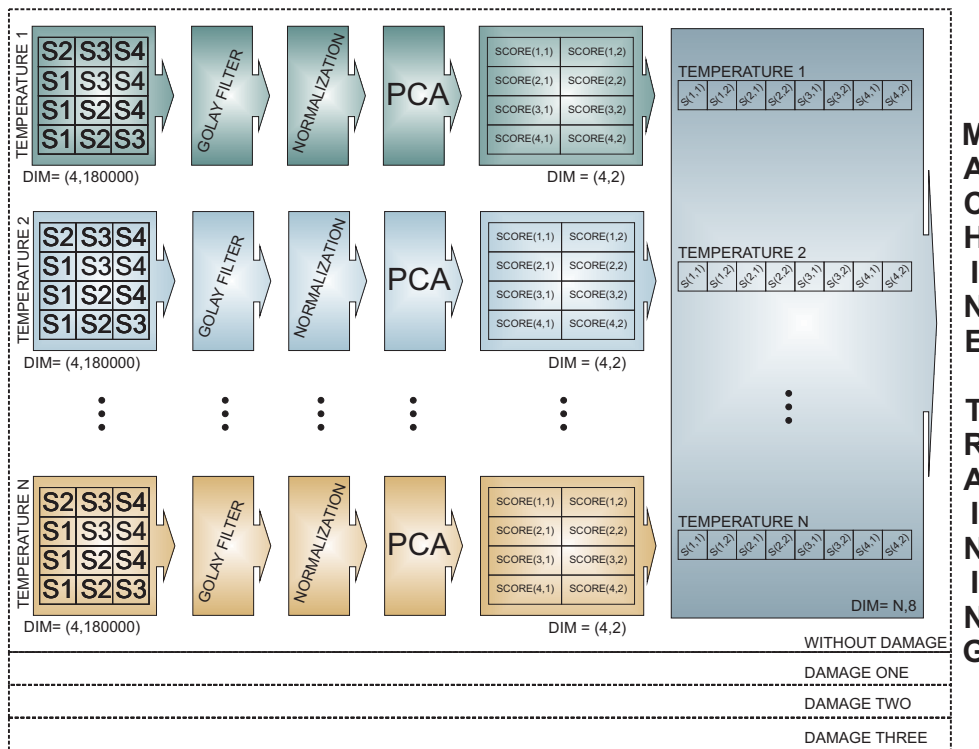 TEMPERATURE 1
S2 S3 S4
S1 S3 S4
S1 S2 S4
S1 S2 S3
DIM= (4,180000)
GOLAY FILTER
NORMALIZATION
PCA
SCORE(1,1) SCORE(1,2)
SCORE(2,1) SCORE(2,2)
SCORE(3,1) SCORE(3,2)
SCORE(4,1) SCORE(4,2)
DIM = (4,2)
TEMPERATURE 2
S2 S3 S4
S1 S3 S4
S1 S2 S4
S1 S2 S3
DIM= (4,180000)
GOLAY FILTER
NORMALIZATION
PCA
SCORE(1,1) SCORE(1,2)
SCORE(2,1) SCORE(2,2)
SCORE(3,1) SCORE(3,2)
SCORE(4,1) SCORE(4,2)
DIM = (4,2)
TEMPERATURE N
S2 S3 S4
S1 S3 S4
S1 S2 S4
S1 S2 S3
DIM= (4,180000)
GOLAY FILTER
NORMALIZATION
PCA
SCORE(1,1) SCORE(1,2)
SCORE(2,1) SCORE(2,2)
SCORE(3,1) SCORE(3,2)
SCORE(4,1) SCORE(4,2)
DIM = (4,2)
TEMPERATURE 1
S(1,1) S(1,2) S(2,1) S(2,2) S(3,1) S(3,2) S(4,1) S(4,2)
TEMPERATURE 2
S(1,1) S(1,2) S(2,1) S(2,2) S(3,1) S(3,2) S(4,1) S(4,2)
TEMPERATURE N
S(1,1) S(1,2) S(2,1) S(2,2) S(3,1) S(3,2) S(4,1) S(4,2)
DIM= N,8
WITHOUT DAMAGE
DAMAGE ONE
DAMAGE TWO
DAMAGE THREE
MACHINE TRAINING